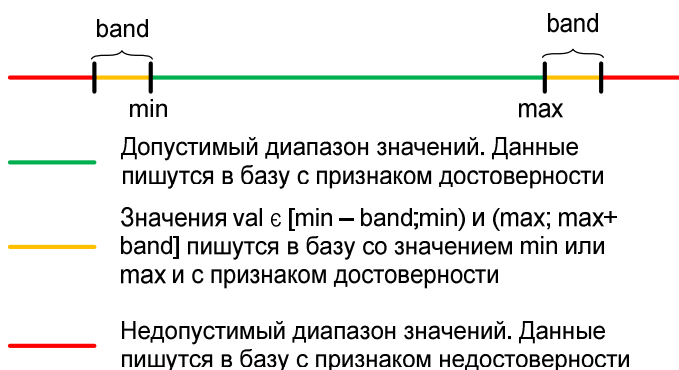 band
band
min
max
Допустимый диапазон значений. Данные
пишутся в базу с признаком достоверности
Значения val є [min – band;min) и (max; max+
band] пишутся в базу со значением min или
max и с признаком достоверности
Недопустимый диапазон значений. Данные
пишутся в базу с признаком недостоверности